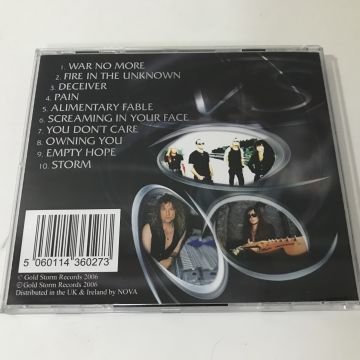 1. WAR NO MORE
2. FIRE IN THE UNKNOWN
3. DECEIVER
4. PAIN
5. ALIMENTARY FABLE
6. SCREAMING IN YOUR FACE
7. YOU DON'T CARE
8. OWNING YOU
9. EMPTY HOPE
10. STORM
5 060114 360273
© Gold Storm Records 2006
℗ Gold Storm Records 2006
Distributed in the UK & Ireland by NOVA